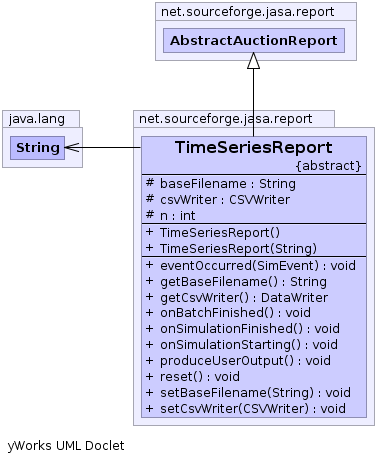 net.sourceforge.jasa.report
AbstractAuctionReport
java.lang
String
net.sourceforge.jasa.report
TimeSeriesReport
{abstract}
# baseFilename : String
# csvWriter : CSVWriter
# n : int
+ TimeSeriesReport()
+ TimeSeriesReport(String)
+ eventOccurred(SimEvent) : void
+ getBaseFilename() : String
+ getCsvWriter() : DataWriter
+ onBatchFinished() : void
+ onSimulationFinished() : void
+ onSimulationStarting() : void
+ produceUserOutput() : void
+ reset() : void
+ setBaseFilename(String) : void
+ setCsvWriter(CSVWriter) : void
yWorks UML Doclet